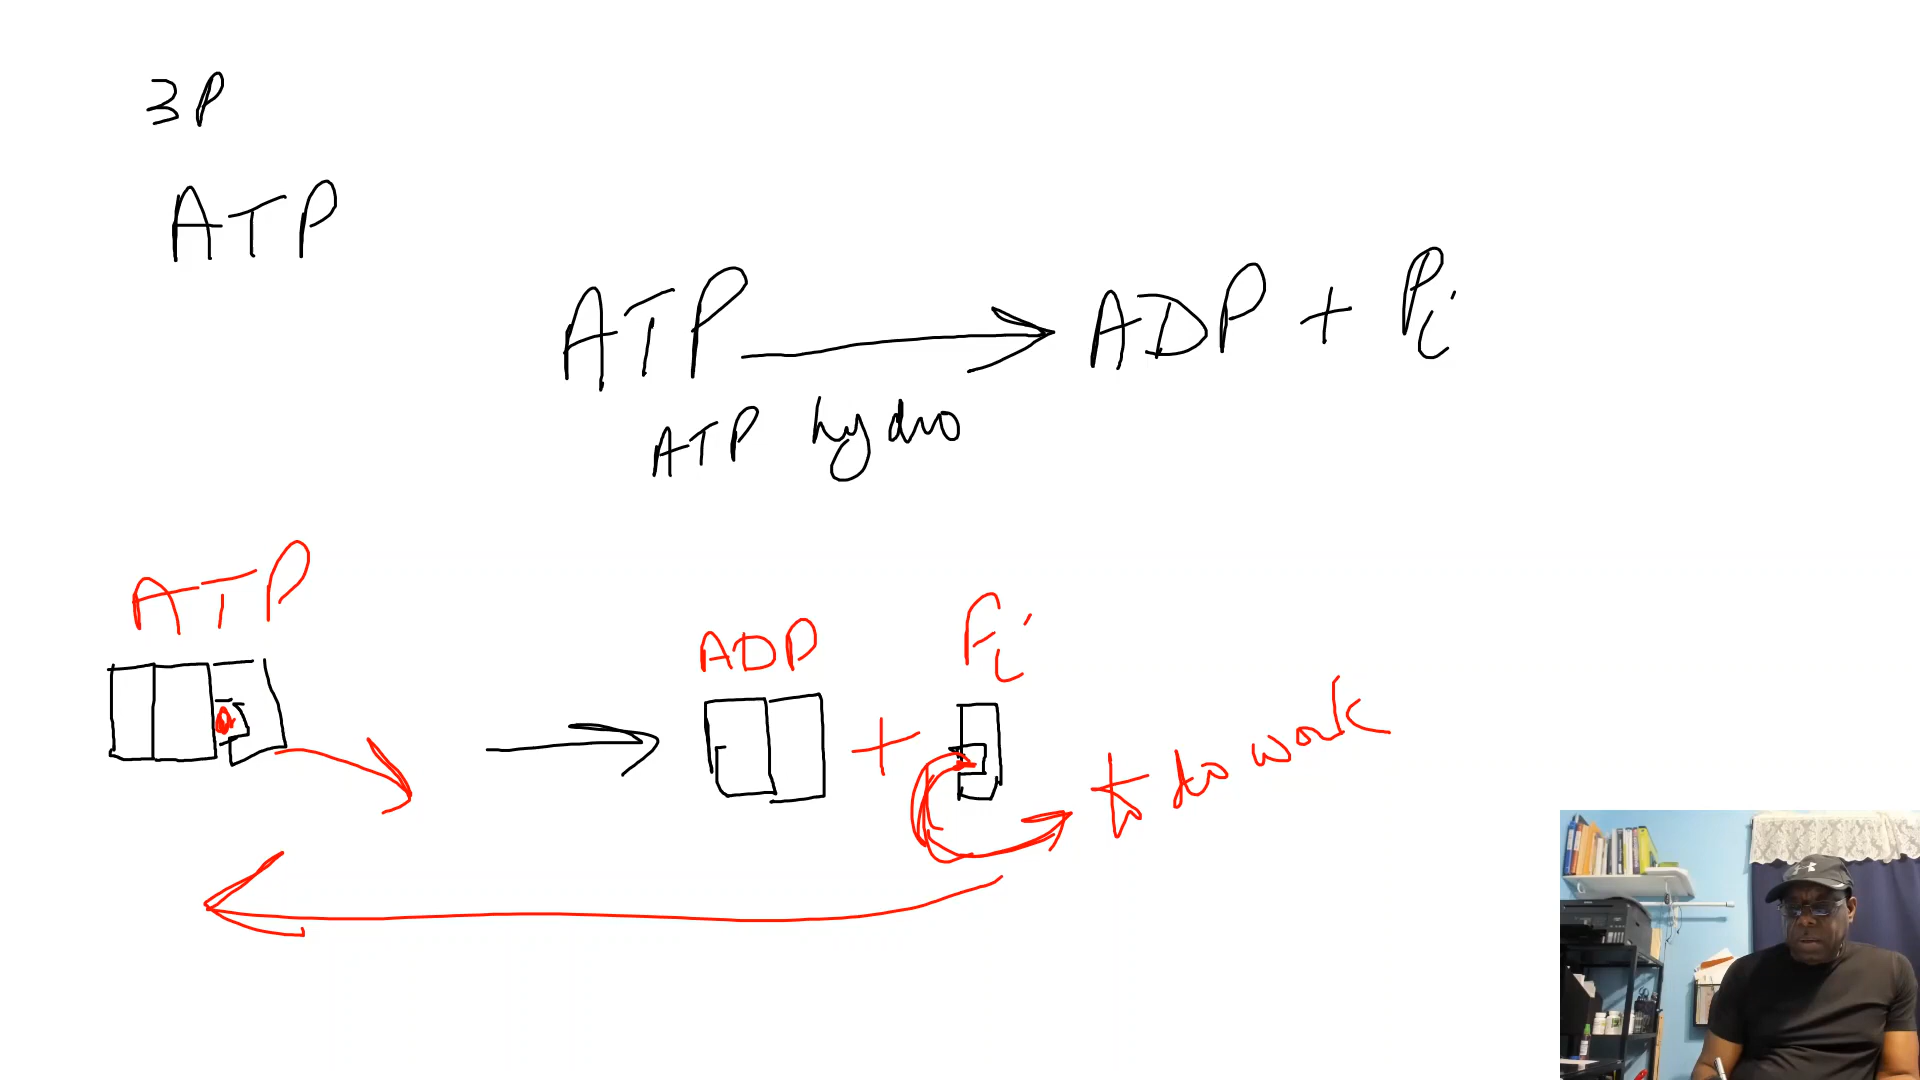 3P
ATP
ATP → ADP + Pi
ATP hydro
ATP
ADP + Pi
to do work